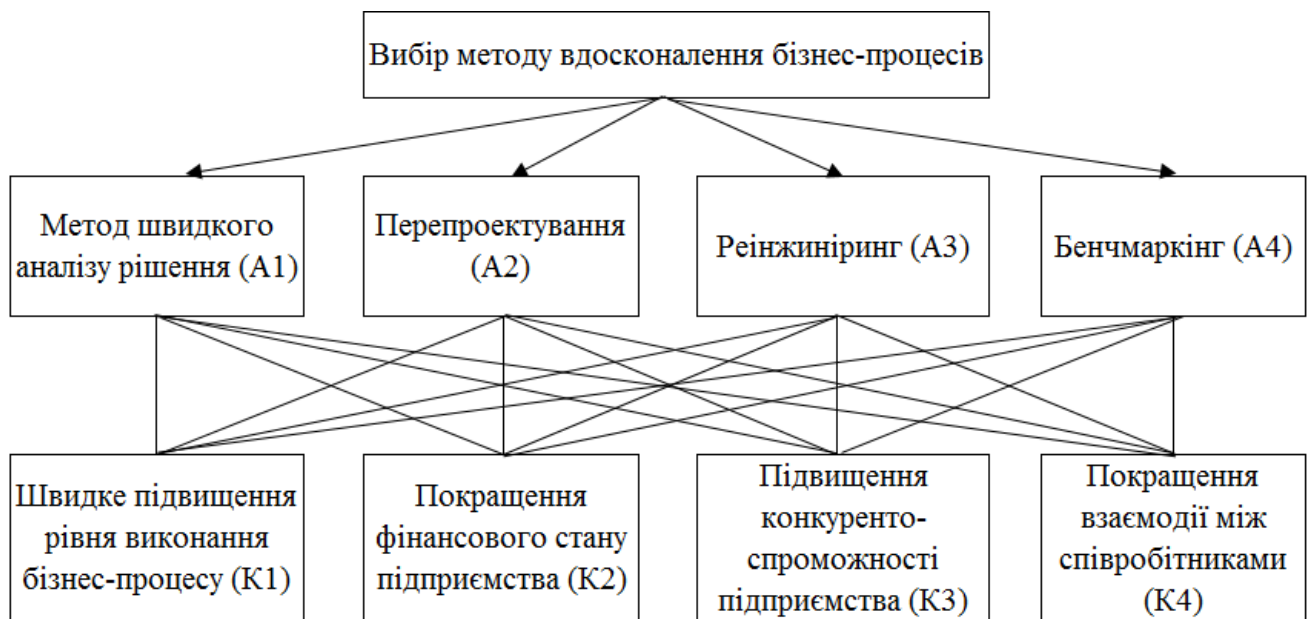 Вибір методу вдосконалення бізнес-процесів
Метод швидкого
аналізу рішення (А1)
Перепроектування
(А2)
Реінжиніринг (А3)
Бенчмаркінг (А4)
Швидке підвищення
рівня виконання
бізнес-процесу (К1)
Покращення
фінансового стану
підприємства (К2)
Підвищення
конкуренто-
спроможності
підприємства (К3)
Покращення
взаємодії між
співробітниками
(К4)